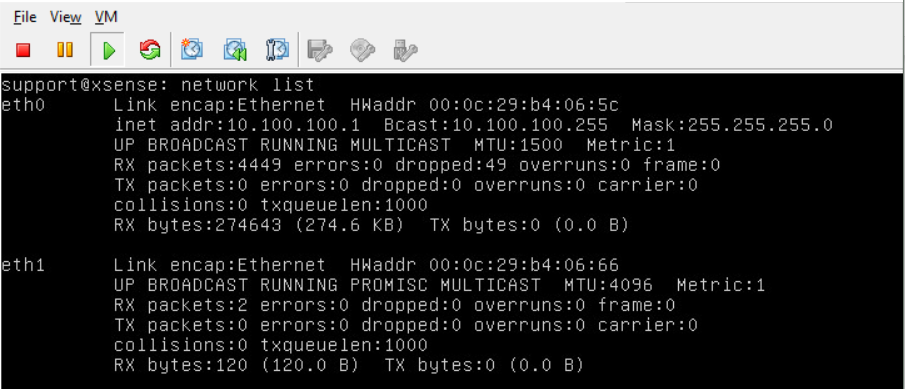 File View VM
support@xsense: network list
eth0 Link encap:Ethernet HWaddr 00:0c:29:b4:06:5c
inet addr:10.100.100.1 Bcast:10.100.100.255 Mask:255.255.255.0
UP BROADCAST RUNNING MULTICAST MTU:1500 Metric:1
RX packets:4449 errors:0 dropped:49 overruns:0 frame:0
TX packets:0 errors:0 dropped:0 overruns:0 carrier:0
collisions:0 txqueuelen:1000
RX bytes:274643 (274.6 KB) TX bytes:0 (0.0 B)
eth1 Link encap:Ethernet HWaddr 00:0c:29:b4:06:66
UP BROADCAST RUNNING PROMISC MULTICAST MTU:4096 Metric:1
RX packets:2 errors:0 dropped:0 overruns:0 frame:0
TX packets:0 errors:0 dropped:0 overruns:0 carrier:0
collisions:0 txqueuelen:1000
RX bytes:120 (120.0 B) TX bytes:0 (0.0 B)